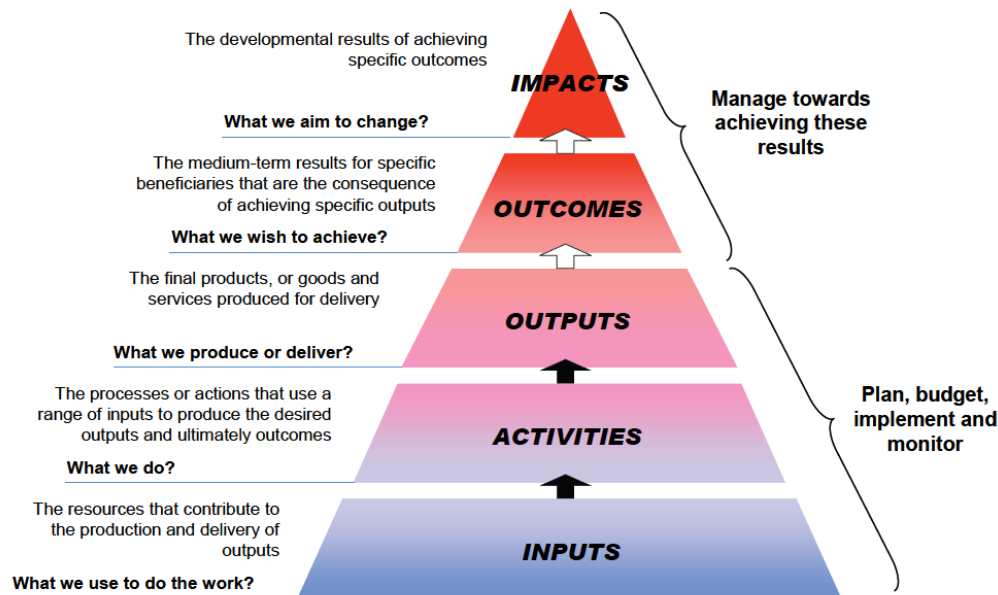 The developmental results of achieving
specific outcomes
IMPACTS
What we aim to change?
Manage towards
achieving these
results
The medium-term results for specific
beneficiaries that are the consequence
of achieving specific outputs
OUTCOMES
What we wish to achieve?
The final products, or goods and
services produced for delivery
OUTPUTS
What we produce or deliver?
The processes or actions that use a
range of inputs to produce the desired
outputs and ultimately outcomes
ACTIVITIES
What we do?
Plan, budget,
implement and
monitor
The resources that contribute to
the production and delivery of
outputs
INPUTS
What we use to do the work?